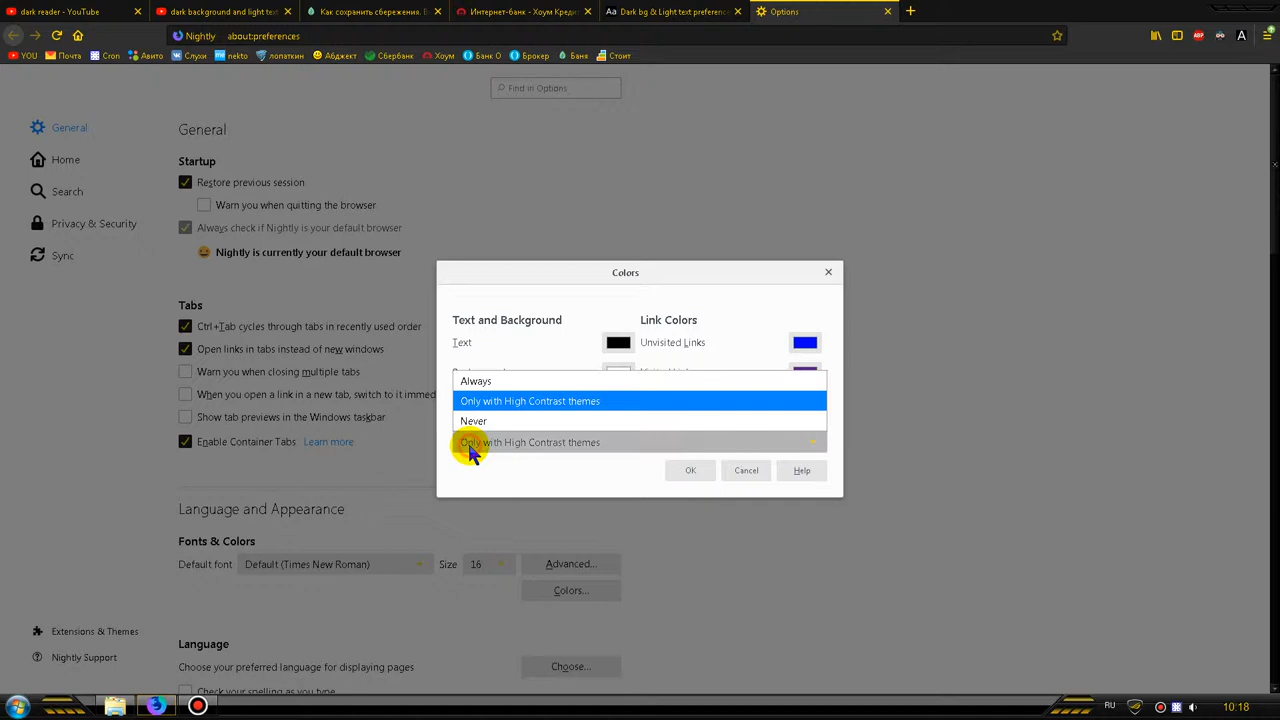 dark reader - YouTube
dark background and light text
Как сохранить сбережения. В
Интернет-банк - Хоум Креди
Aa Dark bg & Light text preference
Options
Nightly about:preferences
YOU Почта Cron Авито Слухи nekto лопаткин Абджект Сбербанк Хоум Банк О Брокер Баня Стоит
Find in Options
General
Home
Search
Privacy & Security
Sync
General
Startup
Restore previous session
Warn you when quitting the browser
Always check if Nightly is your default browser
Nightly is currently your default browser
Tabs
Ctrl+Tab cycles through tabs in recently used order
Open links in tabs instead of new windows
Warn you when closing multiple tabs
When you open a link in a new tab, switch to it immed
Show tab previews in the Windows taskbar
Enable Container Tabs Learn more
Colors
Text and Background
Link Colors
Text
Unvisited Links
Always
Only with High Contrast themes
Never
Only with High Contrast themes
OK Cancel Help
Language and Appearance
Fonts & Colors
Default font Default (Times New Roman) Size 16 Advanced...
Colors...
Language
Choose your preferred language for displaying pages Choose...
Check your spelling as you type
Extensions & Themes
Nightly Support
RU 10:18